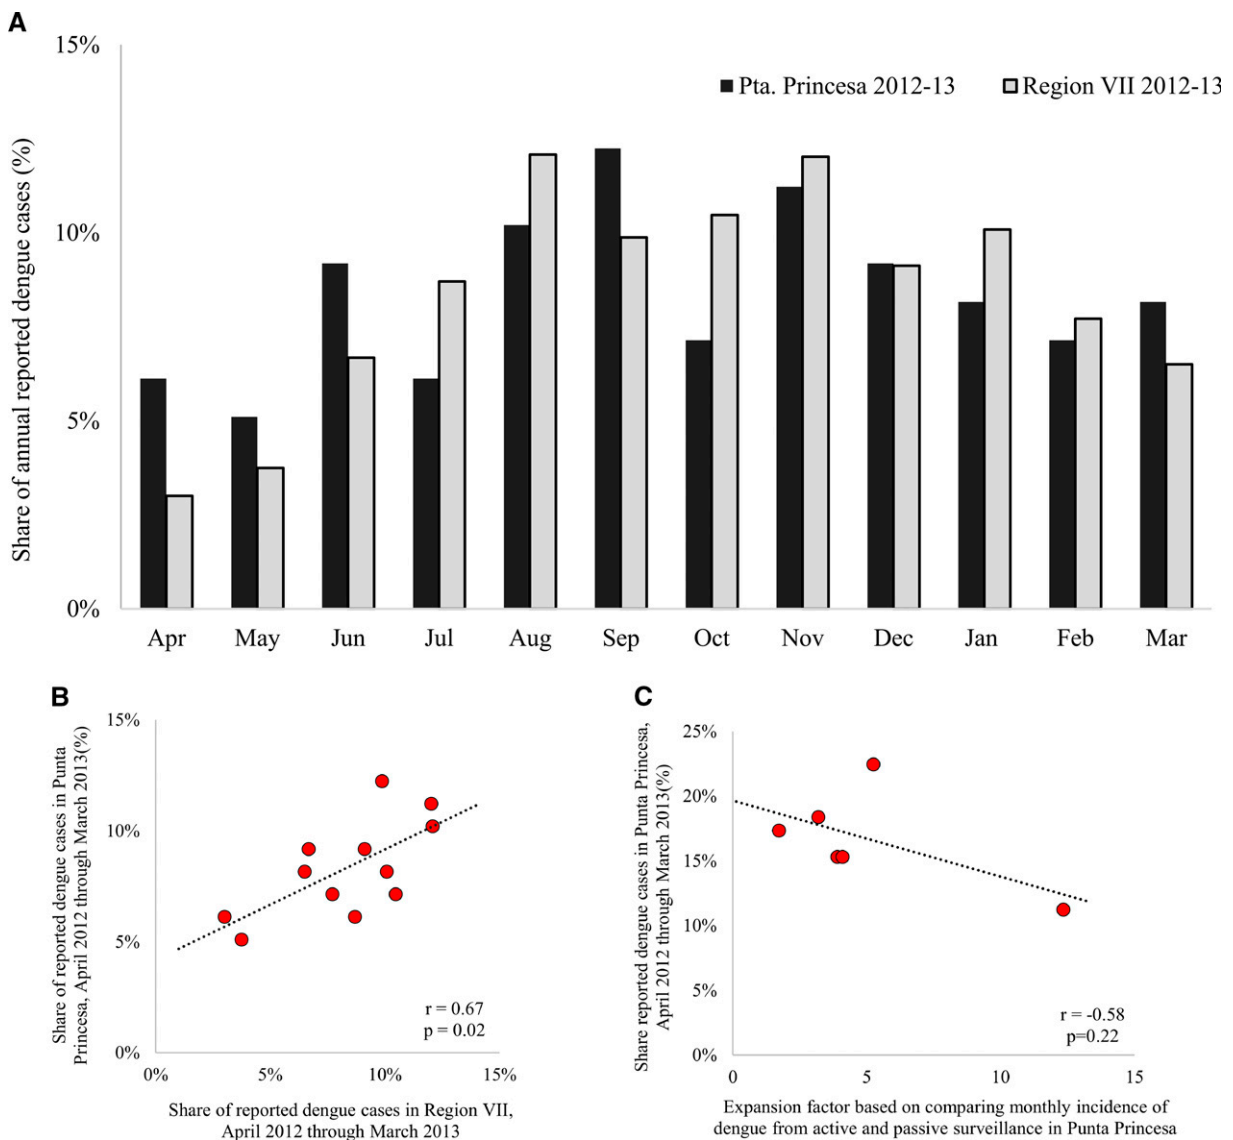 A
15%
10%
5%
0%
Share of annual reported dengue cases (%)
Pta. Princesa 2012-13
Region VII 2012-13
Apr May Jun Jul Aug Sep Oct Nov Dec Jan Feb Mar
B
Share of reported dengue cases in Punta
Princesa, April 2012 through March 2013(%)
15%
10%
5%
0%
r = 0.67
p = 0.02
0% 5% 10% 15%
Share of reported dengue cases in Region VII,
April 2012 through March 2013
C
Share reported dengue cases in Punta Princesa,
April 2012 through March 2013(%)
25%
20%
15%
10%
5%
0%
r = -0.58
p=0.22
0 5 10 15
Expansion factor based on comparing monthly incidence of
dengue from active and passive surveillance in Punta Princesa